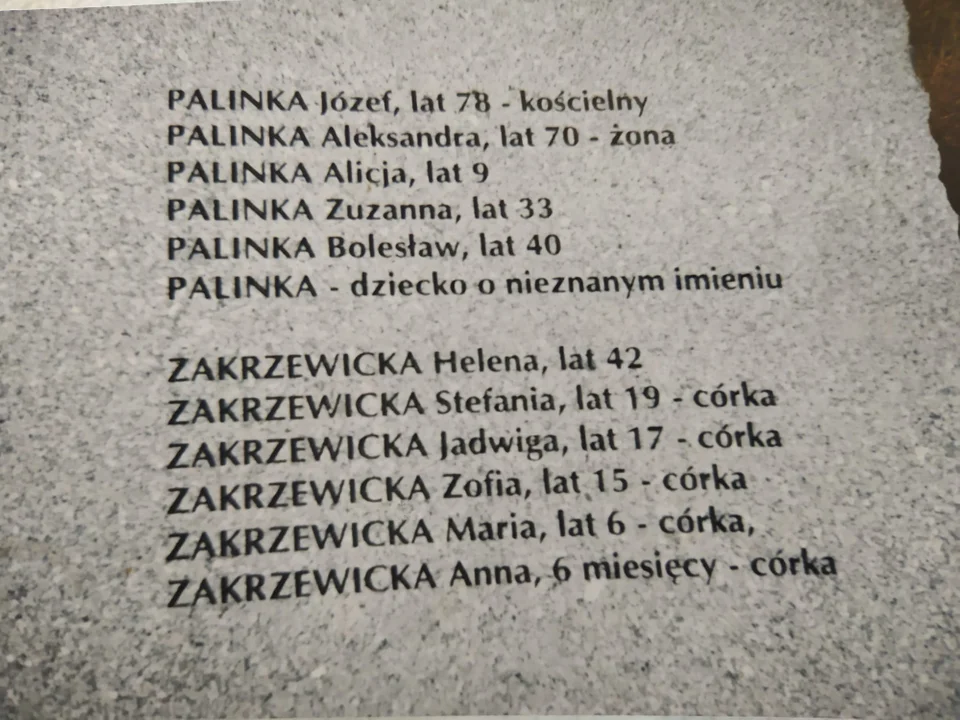 PALINKA Józef, lat 78 - kościelny
PALINKA Aleksandra, lat 70 - żona
PALINKA Alicja, lat 9
PALINKA Zuzanna, lat 33
PALINKA Bolesław, lat 40
PALINKA - dziecko o nieznanym imieniu
ZAKRZEWICKA Helena, lat 42
ZAKRZEWICKA Stefania, lat 19 - córka
ZAKRZEWICKA Jadwiga, lat 17 - córka
ZAKRZEWICKA Zofia, lat 15 - córka
ZAKRZEWICKA Maria, lat 6 - córka,
ZAKRZEWICKA Anna, 6 miesięcy - córka